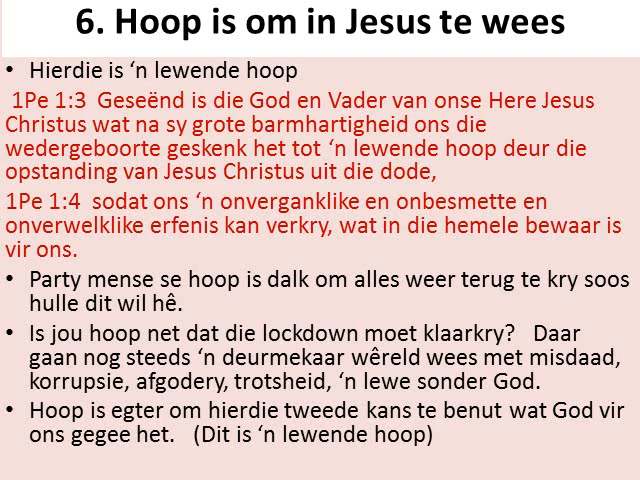 6. Hoop is om in Jesus te wees
• Hierdie is ‘n lewende hoop
1Pe 1:3  Geseënd is die God en Vader van onse Here Jesus
Christus wat na sy grote barmhartigheid ons die
wedergeboorte geskenk het tot ‘n lewende hoop deur die
opstanding van Jesus Christus uit die dode,
1Pe 1:4  sodat ons ‘n onverganklike en onbesmette en
onverwelklike erfenis kan verkry, wat in die hemele bewaar is
vir ons.
• Party mense se hoop is dalk om alles weer terug te kry soos
hulle dit wil hê.
• Is jou hoop net dat die lockdown moet klaarkry?   Daar
gaan nog steeds ‘n deurmekaar wêreld wees met misdaad,
korrupsie, afgodery, trotsheid, ‘n lewe sonder God.
• Hoop is egter om hierdie tweede kans te benut wat God vir
ons gegee het.   (Dit is ‘n lewende hoop)